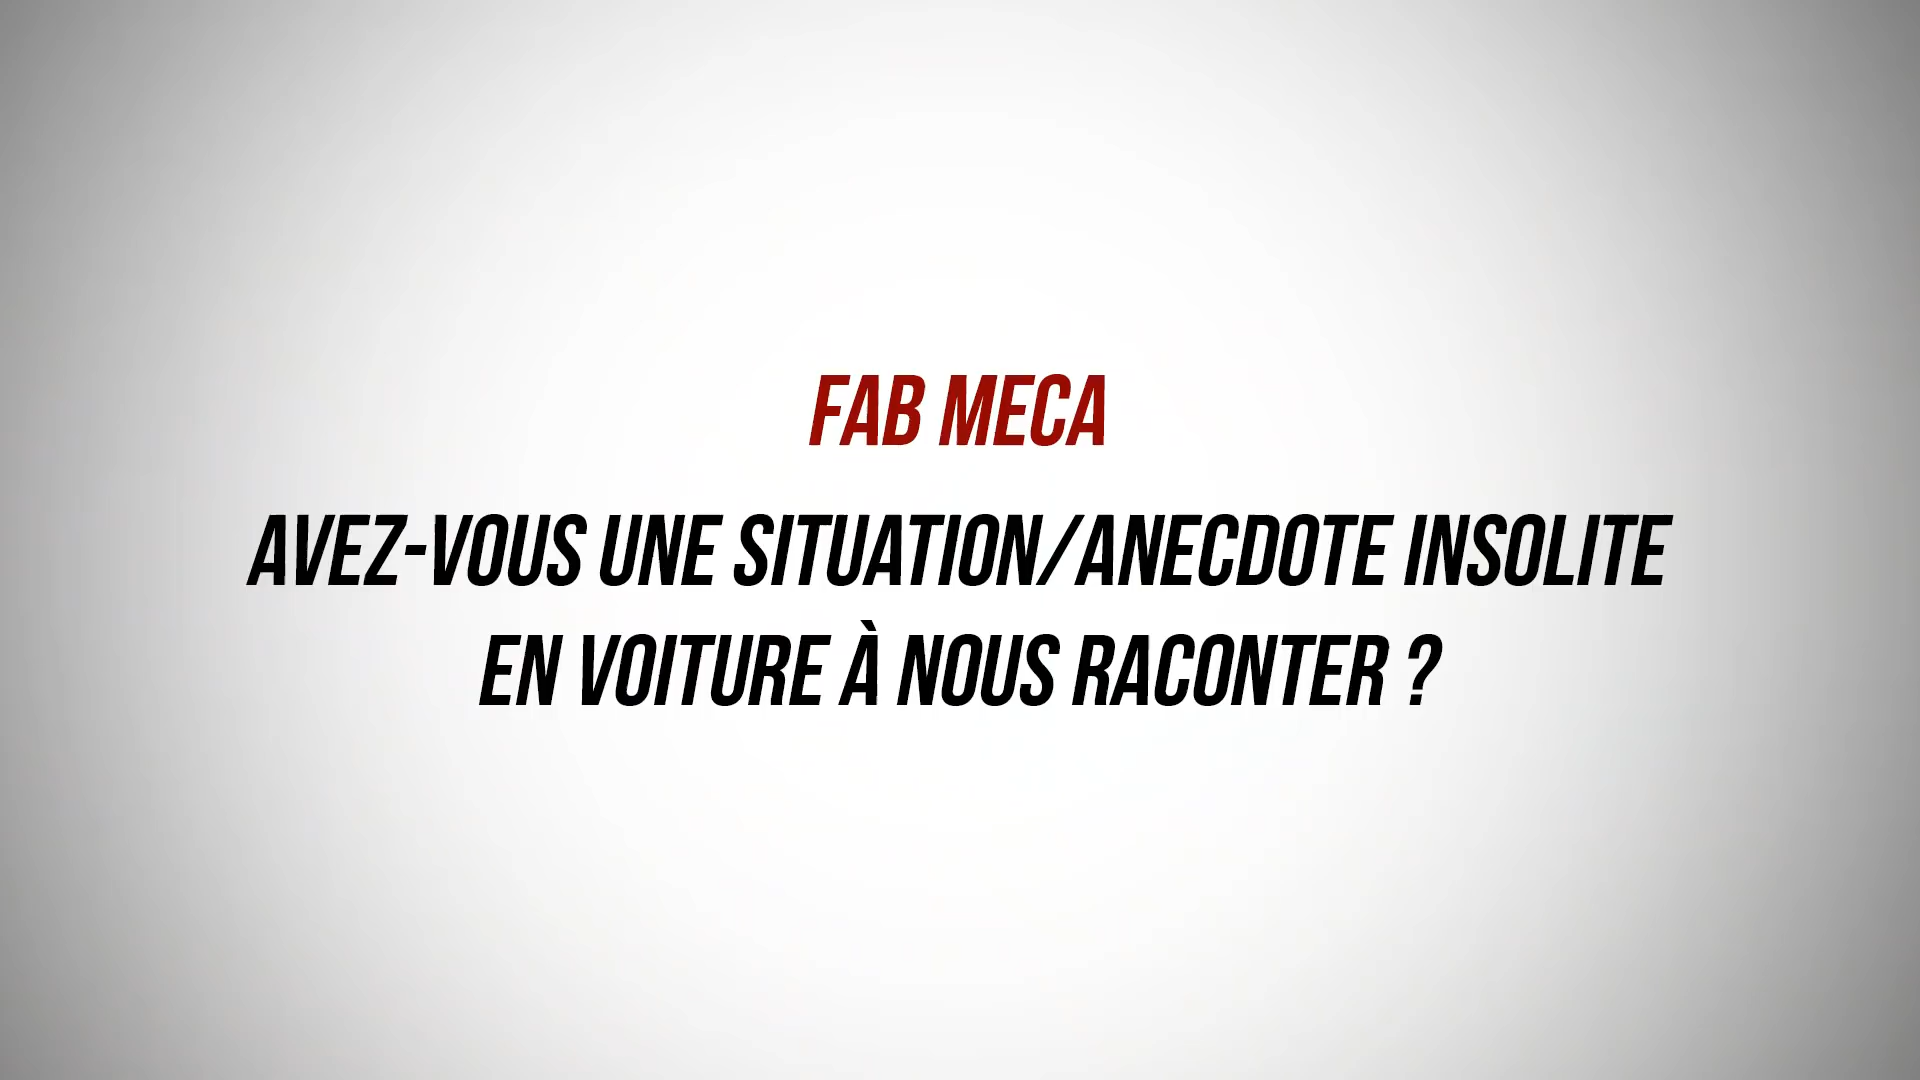 FAB MECA
AVEZ-VOUS UNE SITUATION/ANECDOTE INSOLITE
EN VOITURE À NOUS RACONTER ?